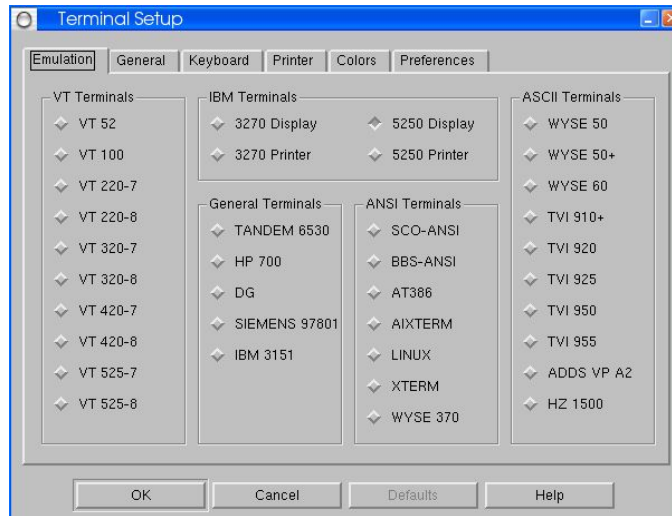 Terminal Setup
Emulation
General
Keyboard
Printer
Colors
Preferences
VT Terminals
VT 52
VT 100
VT 220-7
VT 220-8
VT 320-7
VT 320-8
VT 420-7
VT 420-8
VT 525-7
VT 525-8
IBM Terminals
3270 Display
5250 Display
3270 Printer
5250 Printer
General Terminals
TANDEM 6530
HP 700
DG
SIEMENS 97801
IBM 3151
ANSI Terminals
SCO-ANSI
BBS-ANSI
AT386
AIXTERM
LINUX
XTERM
WYSE 370
ASCII Terminals
WYSE 50
WYSE 50+
WYSE 60
TVI 910+
TVI 920
TVI 925
TVI 950
TVI 955
ADDS VP A2
HZ 1500
OK
Cancel
Defaults
Help